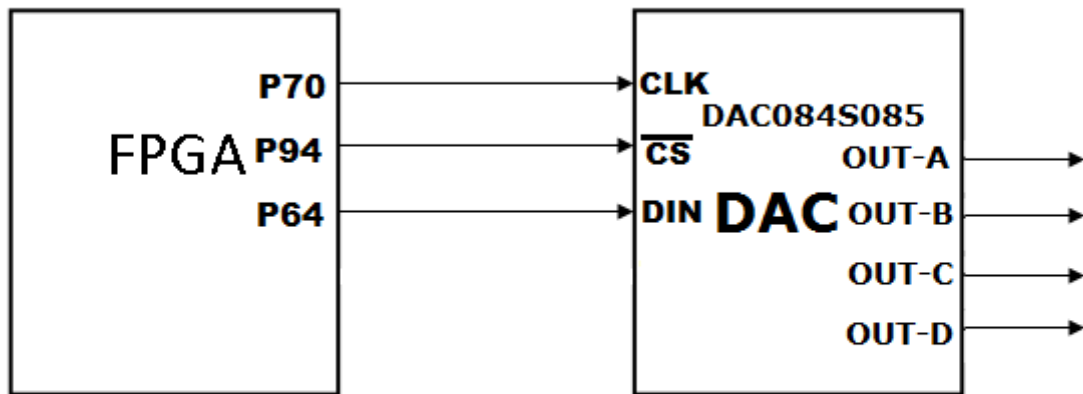 P70
FPGA P94
P64
CLK
DAC084S085
CS
OUT-A
DIN DAC OUT-B
OUT-C
OUT-D